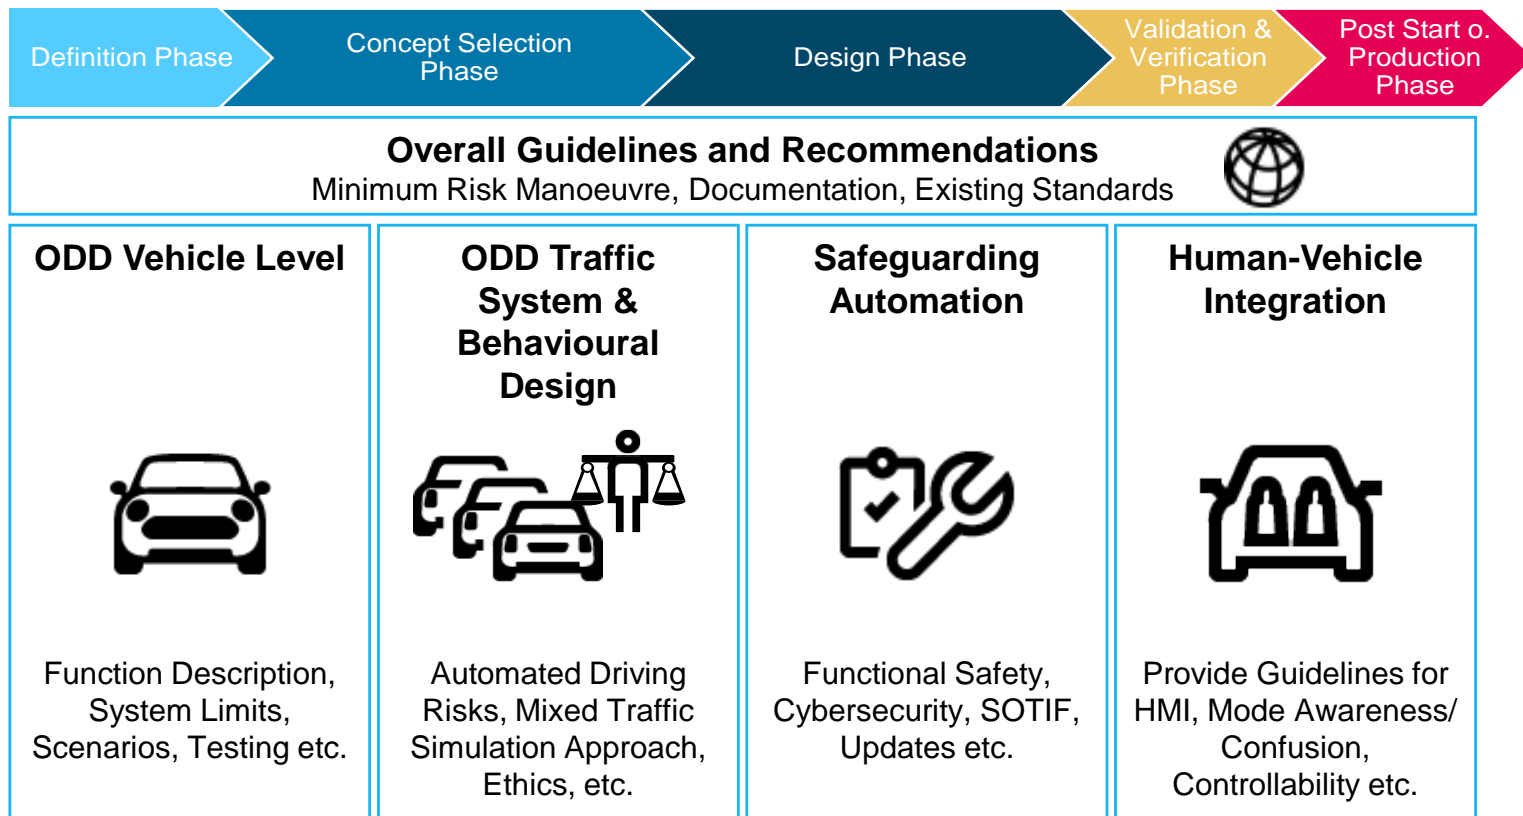 Definition Phase
Concept Selection
Phase
Design Phase
Validation &
Verification
Phase
Post Start o.
Production
Phase
Overall Guidelines and Recommendations
Minimum Risk Manoeuvre, Documentation, Existing Standards
ODD Vehicle Level
Function Description,
System Limits,
Scenarios, Testing etc.
ODD Traffic
System &
Behavioural
Design
Automated Driving
Risks, Mixed Traffic
Simulation Approach,
Ethics, etc.
Safeguarding
Automation
Functional Safety,
Cybersecurity, SOTIF,
Updates etc.
Human-Vehicle
Integration
Provide Guidelines for
HMI, Mode Awareness/
Confusion,
Controllability etc.